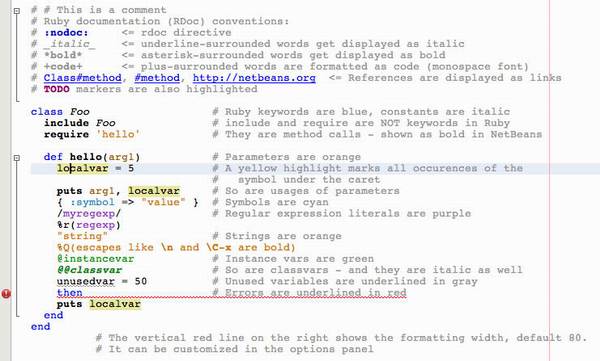 # # This is a comment
# Ruby documentation (RDoc) conventions:
# :nodoc:     <= rdoc directive
# _italic_    <= underline-surrounded words get displayed as italic
# *bold*      <= asterisk-surrounded words get displayed as bold
# +code+      <= plus-surrounded words are formatted as code (monospace font)
# Class#method, #method, http://netbeans.org  <= References are displayed as links
# TODO markers are also highlighted
class Foo                   # Ruby keywords are blue, constants are italic
  include Foo               # include and require are NOT keywords in Ruby
  require 'hello'           # They are method calls - shown as bold in NetBeans
  def hello(arg1)           # Parameters are orange
    localvar = 5            # A yellow highlight marks all occurences of the
                            #   symbol under the caret
    puts arg1, localvar     # So are usages of parameters
    { :symbol => "value" }  # Symbols are cyan
    /myregexp/              # Regular expression literals are purple
    %r(regexp)
    "string"                # Strings are orange
    %Q(escapes like \n and \C-x are bold)
    @instancevar            # Instance vars are green
    @@classvar              # So are classvars - and they are italic as well
    unusedvar = 50          # Unused variables are underlined in gray
    then                    # Errors are underlined in red
    puts localvar
  end
end
          # The vertical red line on the right shows the formatting width, default 80.
          # It can be customized in the options panel